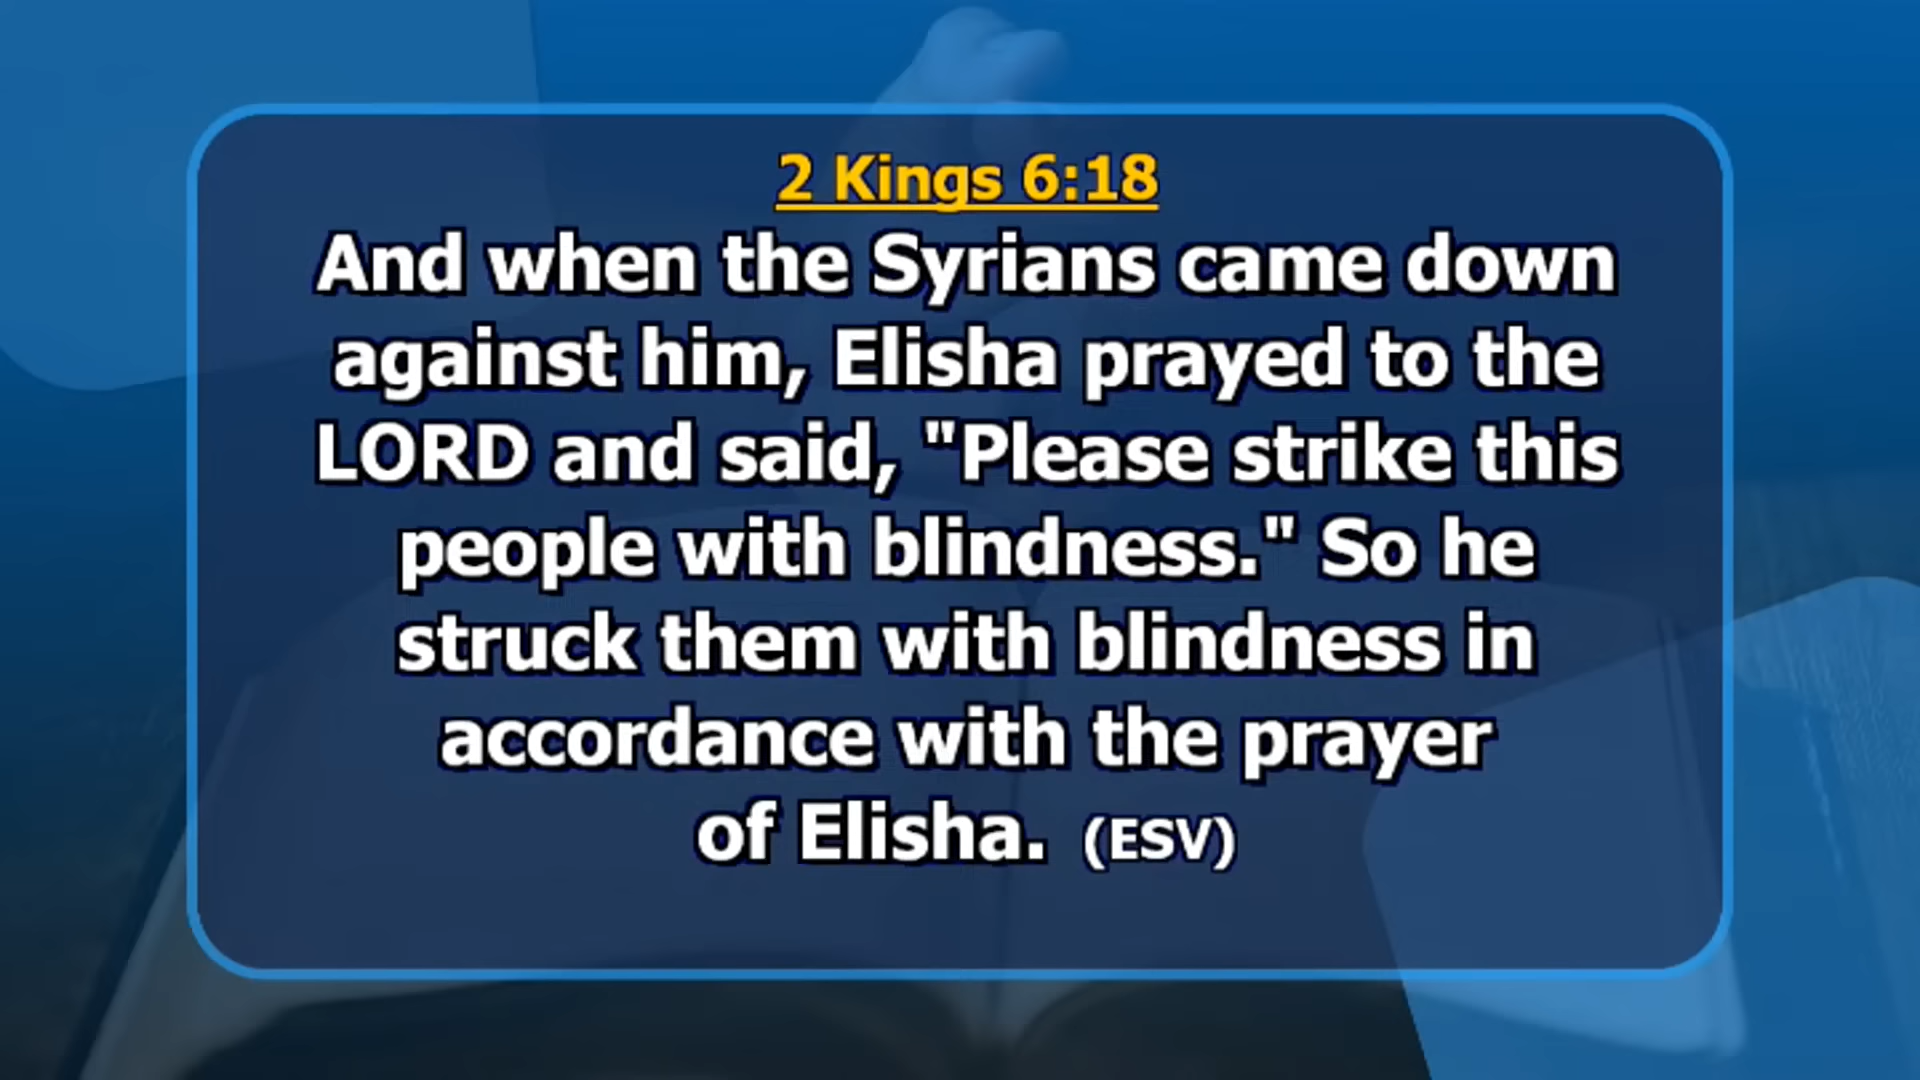 2 Kings 6:18
And when the Syrians came down
against him, Elisha prayed to the
LORD and said, "Please strike this
people with blindness." So he
struck them with blindness in
accordance with the prayer
of Elisha. (ESV)